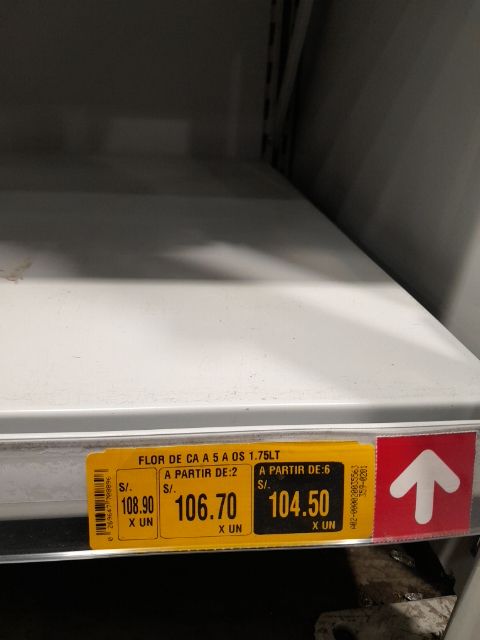 FLOR DE CA A 5 A OS 1.75LT
S/. 108.90 X UN
A PARTIR DE:2
S/. 106.70
X UN
A PARTIR DE:6
S/. 104.50
X UN